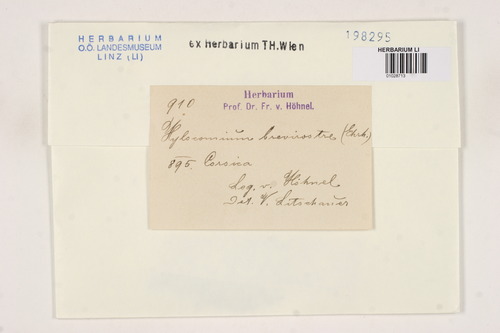 HERBARIUM
O.Ö. LANDESMUSEUM
LINZ (LI)
ex Herbarium TH.Wien
198295
HERBARIUM LI
01029713
Herbarium
Prof. Dr. Fr. v. Höhnel.
910
Hylocomium brevirostre (Ehrh.)
895. Corsica
Leg. v. Höhnel
Det. V. Litschauer